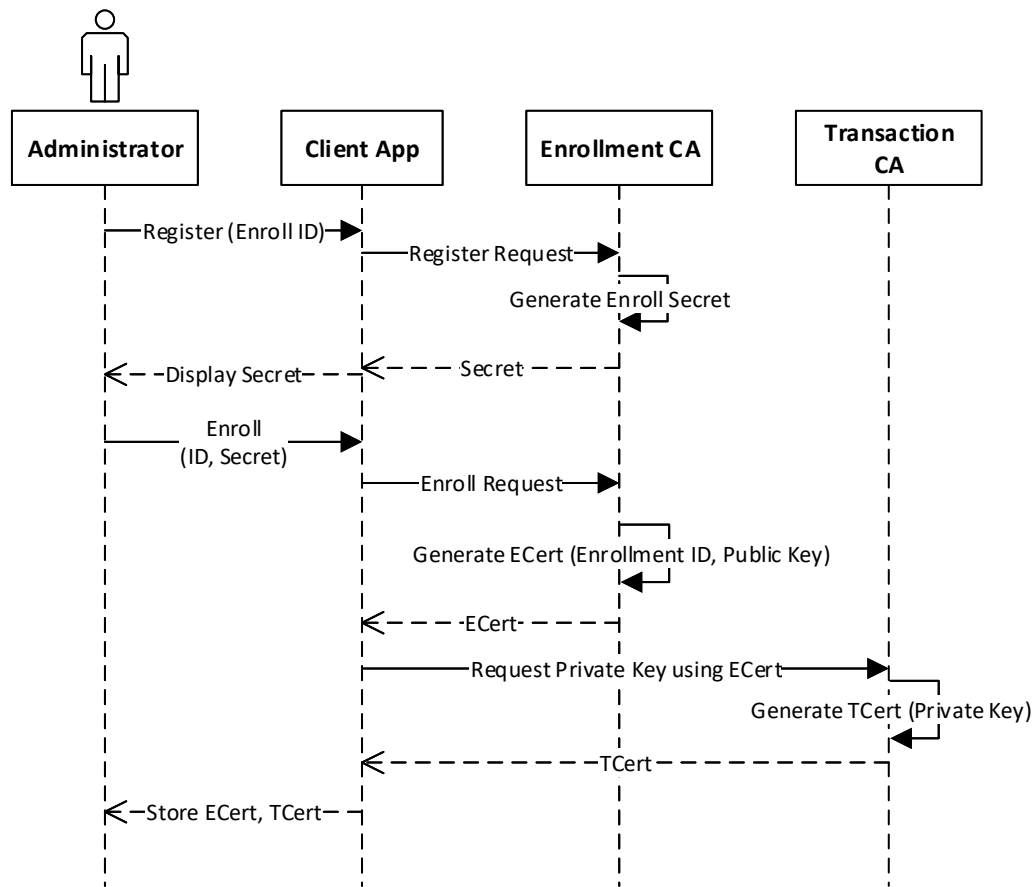 Administrator
Client App
Enrollment CA
Transaction
CA
Register (Enroll ID)
Register Request
Generate Enroll Secret
Secret
Display Secret
Enroll
(ID, Secret)
Enroll Request
Generate ECert (Enrollment ID, Public Key)
ECert
Request Private Key using ECert
Generate TCert (Private Key)
TCert
Store ECert, TCert